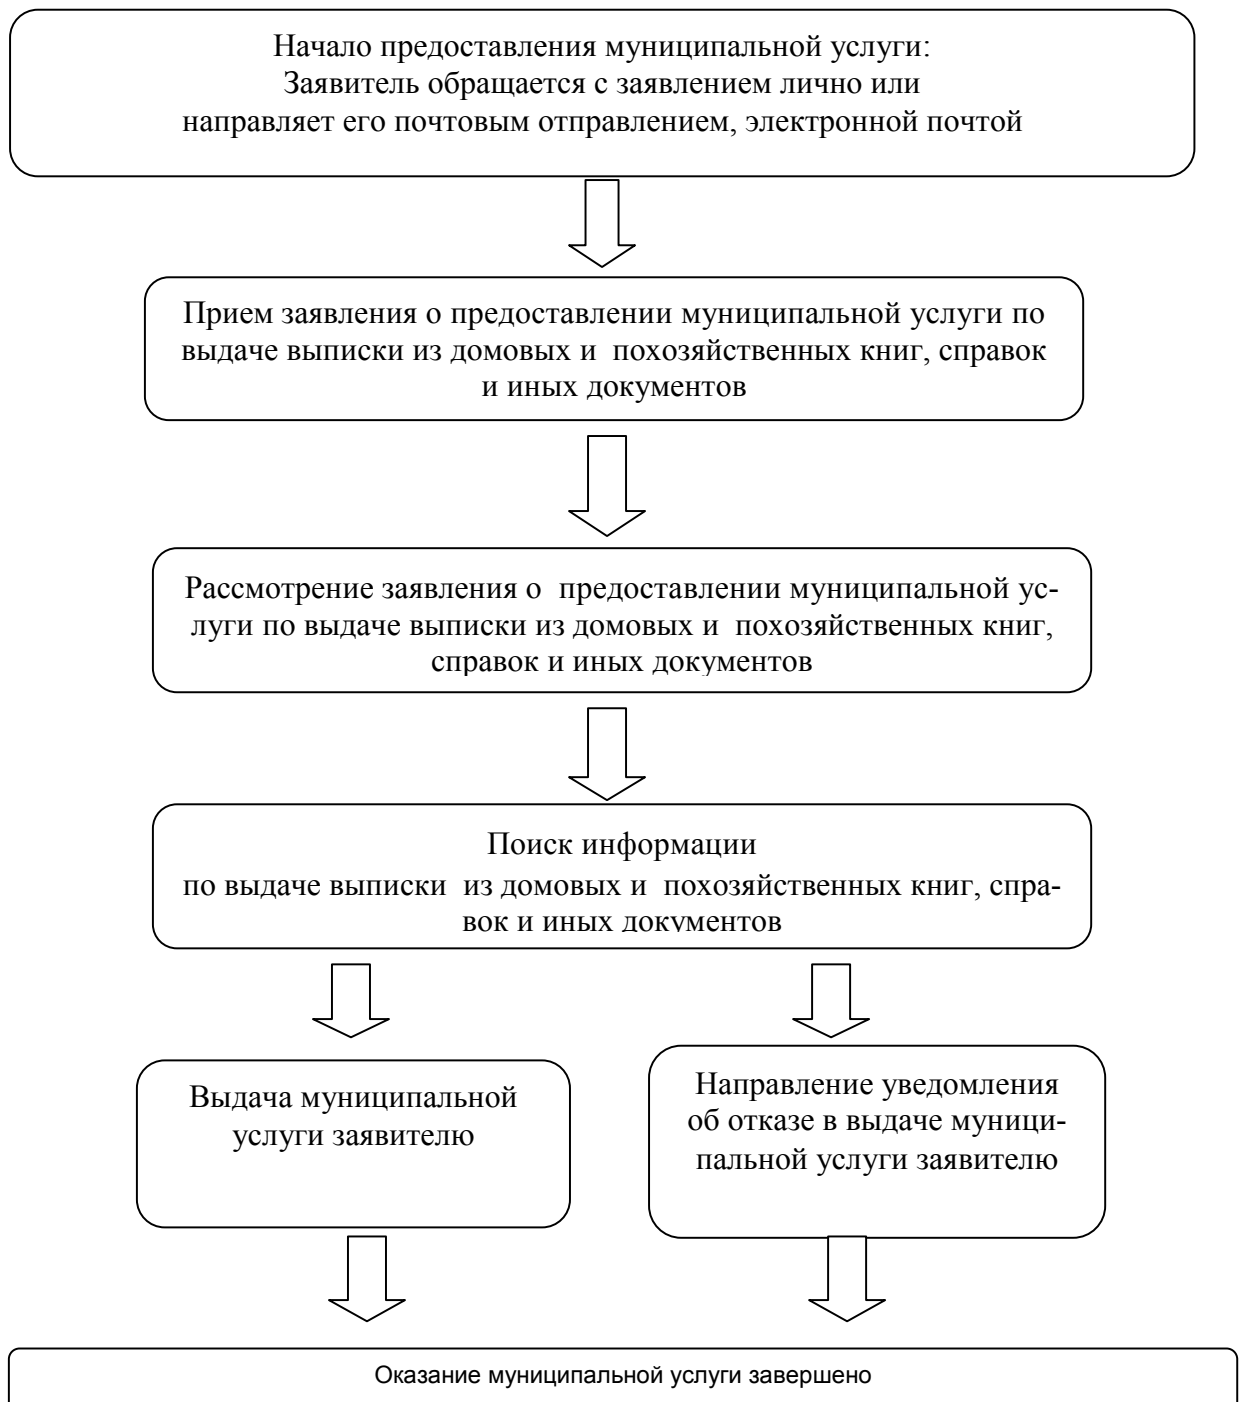 Начало предоставления муниципальной услуги:
Заявитель обращается с заявлением лично или
направляет его почтовым отправлением, электронной почтой
Прием заявления о предоставлении муниципальной услуги по
выдаче выписки из домовых и похозяйственных книг, справок
и иных документов
Рассмотрение заявления о предоставлении муниципальной ус-
луги по выдаче выписки из домовых и похозяйственных книг,
справок и иных документов
Поиск информации
по выдаче выписки из домовых и похозяйственных книг, спра-
вок и иных документов
Выдача муниципальной
услуги заявителю
Направление уведомления
об отказе в выдаче муници-
пальной услуги заявителю
Оказание муниципальной услуги завершено